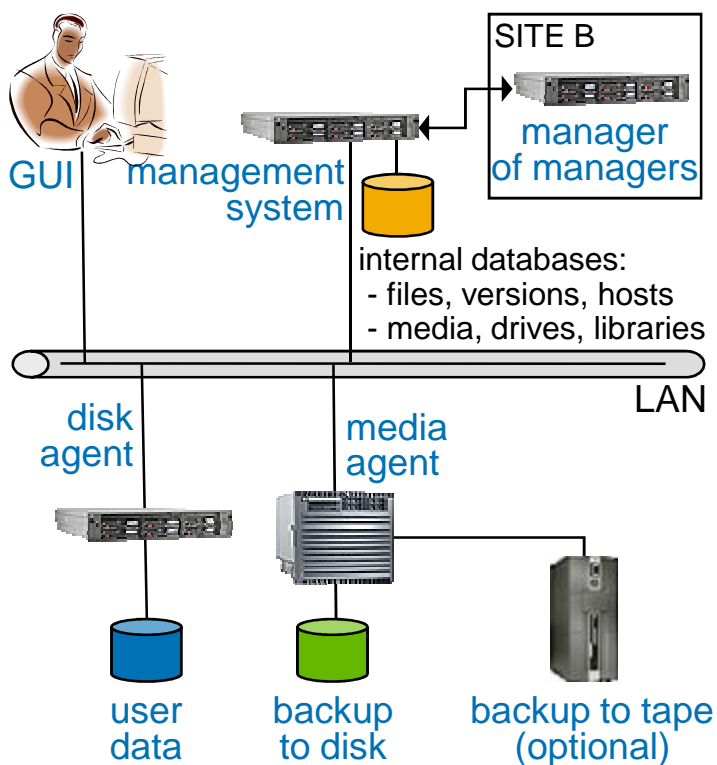 SITE B
manager
of managers
GUI
management
system
internal databases:
- files, versions, hosts
- media, drives, libraries
LAN
disk
agent
media
agent
user
data
backup
to disk
backup to tape
(optional)